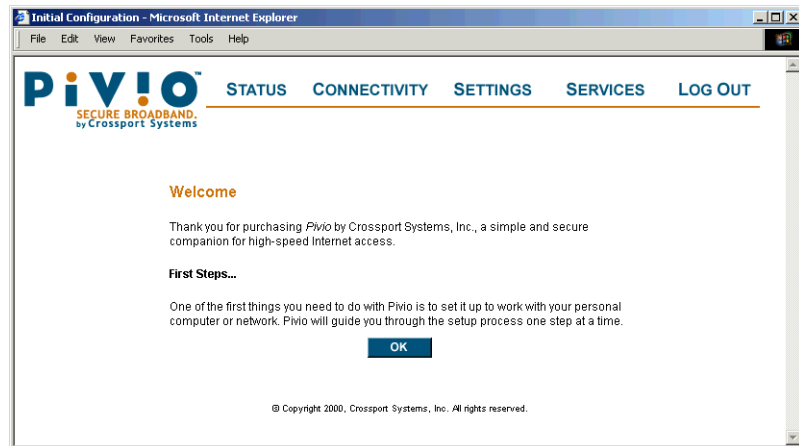 Initial Configuration - Microsoft Internet Explorer
File Edit View Favorites Tools Help
PiV!O™
SECURE BROADBAND.
by Crossport Systems
STATUS CONNECTIVITY SETTINGS SERVICES LOG OUT
Welcome
Thank you for purchasing Pivio by Crossport Systems, Inc., a simple and secure
companion for high-speed Internet access.
First Steps...
One of the first things you need to do with Pivio is to set it up to work with your personal
computer or network. Pivio will guide you through the setup process one step at a time.
OK
© Copyright 2000, Crossport Systems, Inc. All rights reserved.